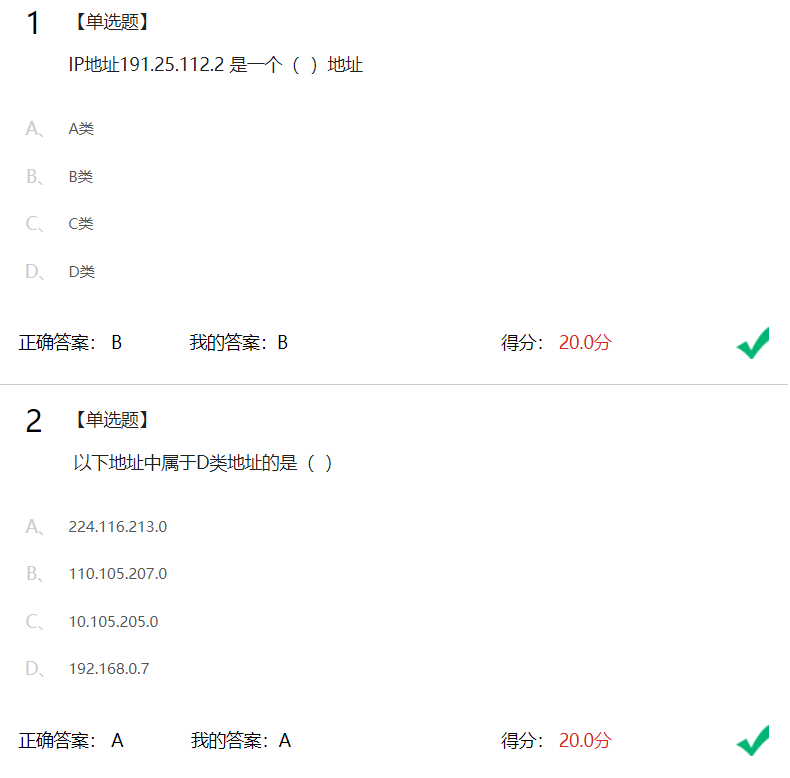 1 【单选题】
IP地址191.25.112.2 是一个（ ）地址
A、 A类
B、 B类
C、 C类
D、 D类
正确答案： B 我的答案：B 得分： 20.0分
2 【单选题】
以下地址中属于D类地址的是（ ）
A、 224.116.213.0
B、 110.105.207.0
C、 10.105.205.0
D、 192.168.0.7
正确答案： A 我的答案：A 得分： 20.0分